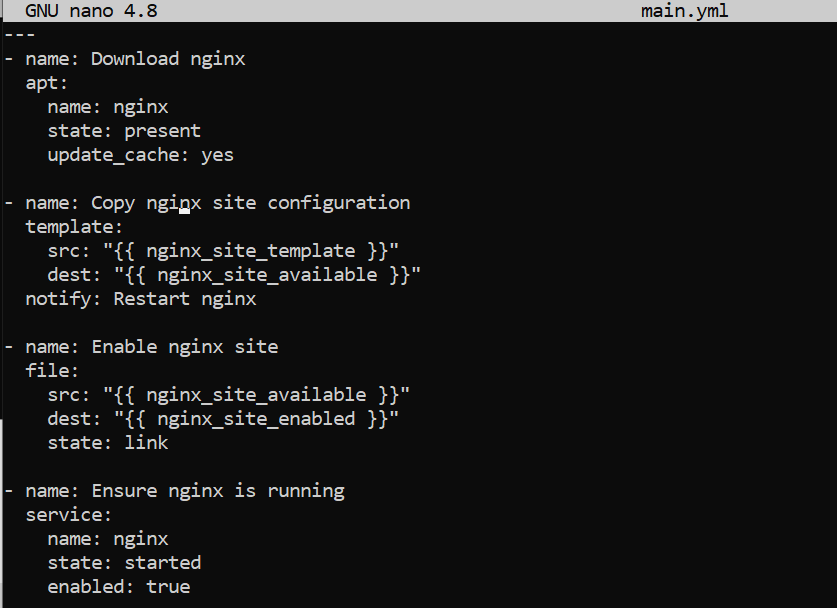 GNU nano 4.8 main.yml
---
- name: Download nginx
  apt:
    name: nginx
    state: present
    update_cache: yes

- name: Copy nginx site configuration
  template:
    src: "{{ nginx_site_template }}"
    dest: "{{ nginx_site_available }}"
  notify: Restart nginx

- name: Enable nginx site
  file:
    src: "{{ nginx_site_available }}"
    dest: "{{ nginx_site_enabled }}"
    state: link

- name: Ensure nginx is running
  service:
    name: nginx
    state: started
    enabled: true